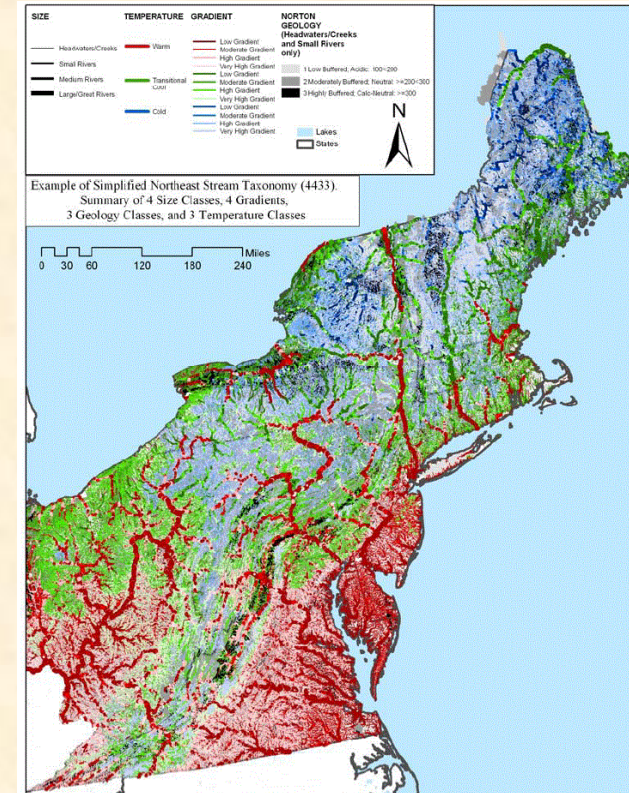 SIZE
Headwaters/Creeks
Small Rivers
Medium Rivers
Large/Great Rivers
TEMPERATURE
Warm
Transitional
Cool
Cold
GRADIENT
Low Gradient
Moderate Gradient
High Gradient
Very High Gradient
Low Gradient
Moderate Gradient
High Gradient
Very High Gradient
Low Gradient
Moderate Gradient
High Gradient
Very High Gradient
NORTON
GEOLOGY
(Headwaters/Creeks
and Small Rivers
only)
1 Low Buffered; Acidic: 100-200
2 Moderately Buffered; Neutral: >=200<300
3 Highly Buffered; Calc-Neutral: >=300
Lakes
States
N
Example of Simplified Northeast Stream Taxonomy (4433).
Summary of 4 Size Classes, 4 Gradients,
3 Geology Classes, and 3 Temperature Classes
Miles
0 30 60 120 180 240